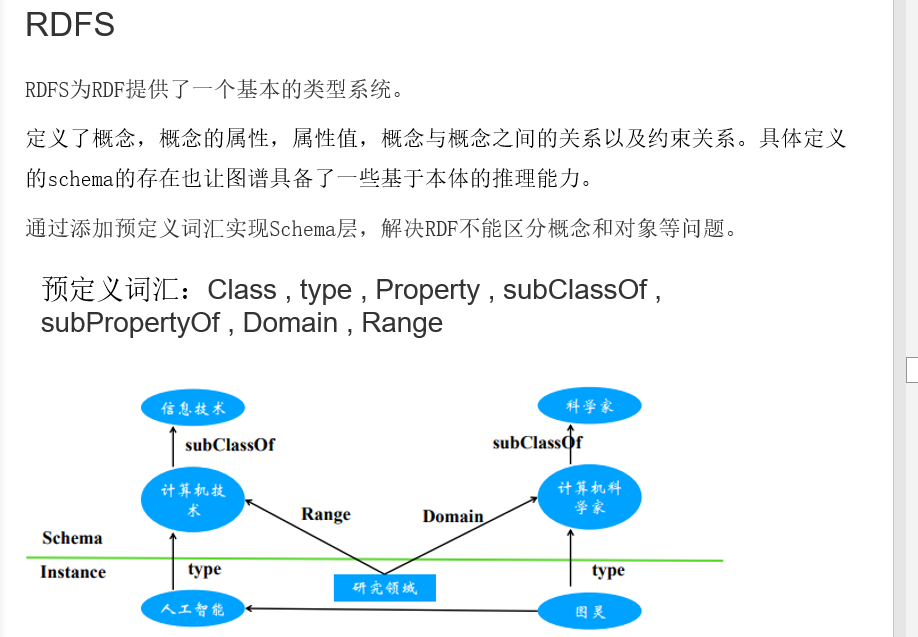 RDFS
RDFS为RDF提供了一个基本的类型系统。
定义了概念，概念的属性，属性值，概念与概念之间的关系以及约束关系。具体定义
的schema的存在也让图谱具备了一些基于本体的推理能力。
通过添加预定义词汇实现Schema层，解决RDF不能区分概念和对象等问题。
预定义词汇：Class , type , Property , subClassOf ,
subPropertyOf , Domain , Range
信息技术
科学家
subClassOf
subClassOf
计算机技
术
计算机科
学家
Range
Domain
Schema
Instance
type
type
研究领域
人工智能
图灵